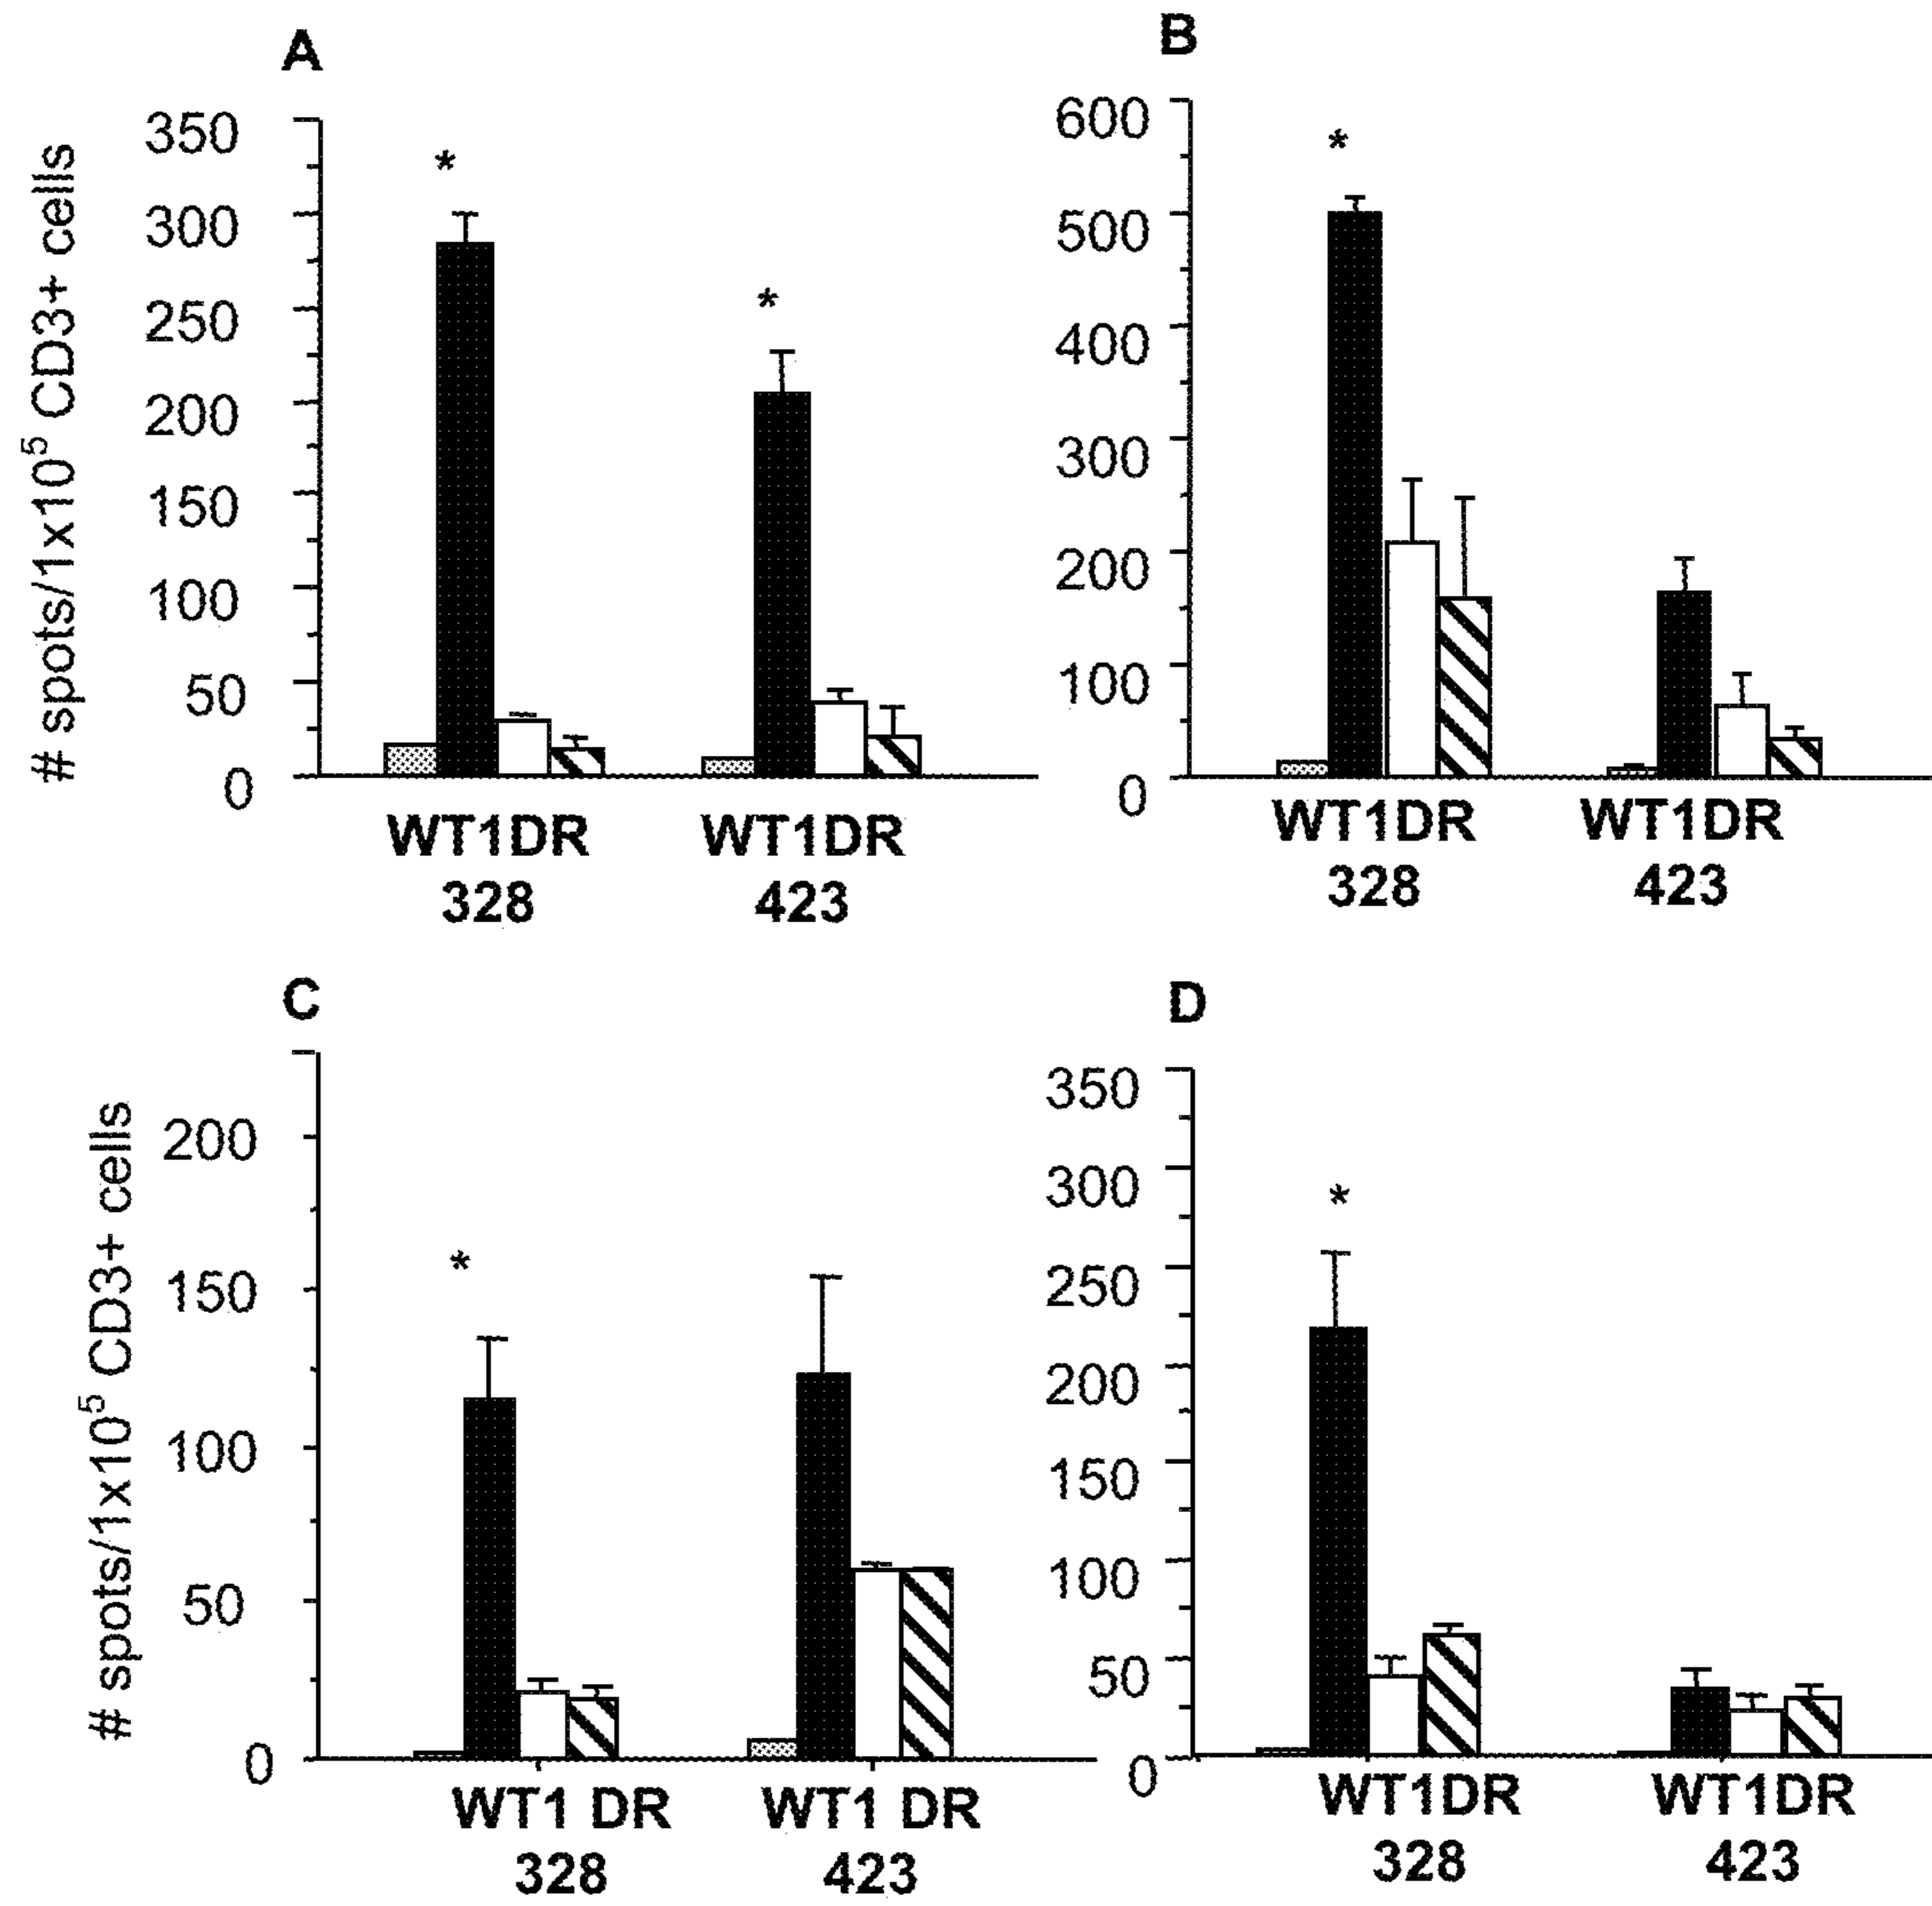 A
# spots/1x10⁵ CD3+ cells
350
300
250
200
150
100
50
0
*
*
WT1DR
328
WT1DR
423
B
600
500
400
300
200
100
0
*
WT1DR
328
WT1DR
423
C
# spots/1x10⁵ CD3+ cells
200
150
100
50
0
*
WT1 DR
328
WT1 DR
423
D
350
300
250
200
150
100
50
0
*
WT1DR
328
WT1DR
423